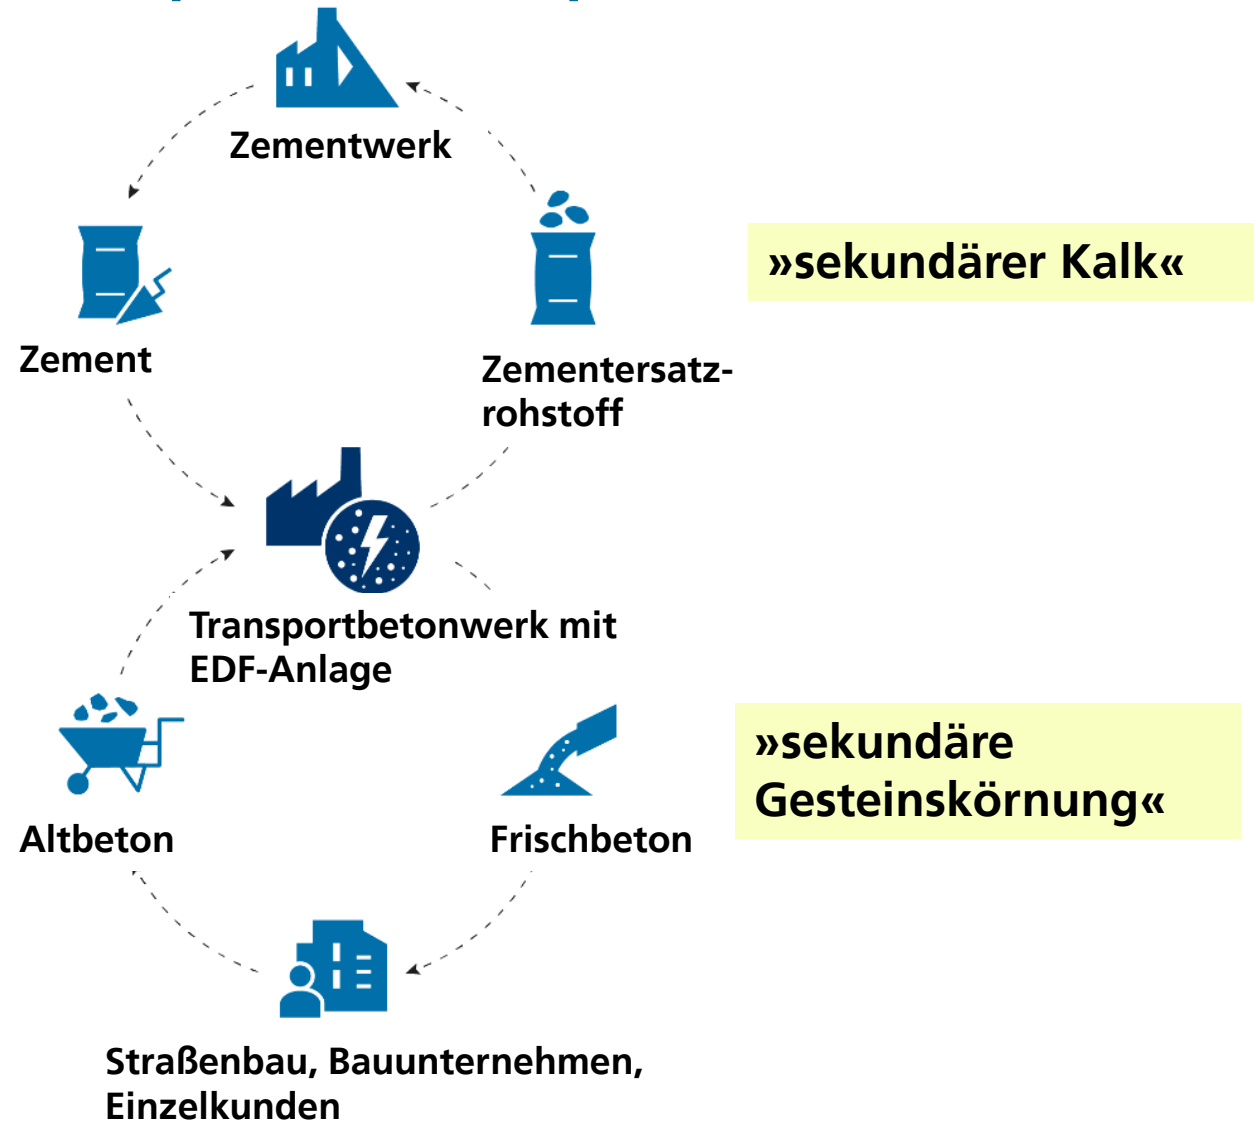 Zementwerk
»sekundärer Kalk«
Zement
Zementersatz-
rohstoff
Transportbetonwerk mit
EDF-Anlage
»sekundäre
Gesteinskörnung«
Altbeton
Frischbeton
Straßenbau, Bauunternehmen,
Einzelkunden